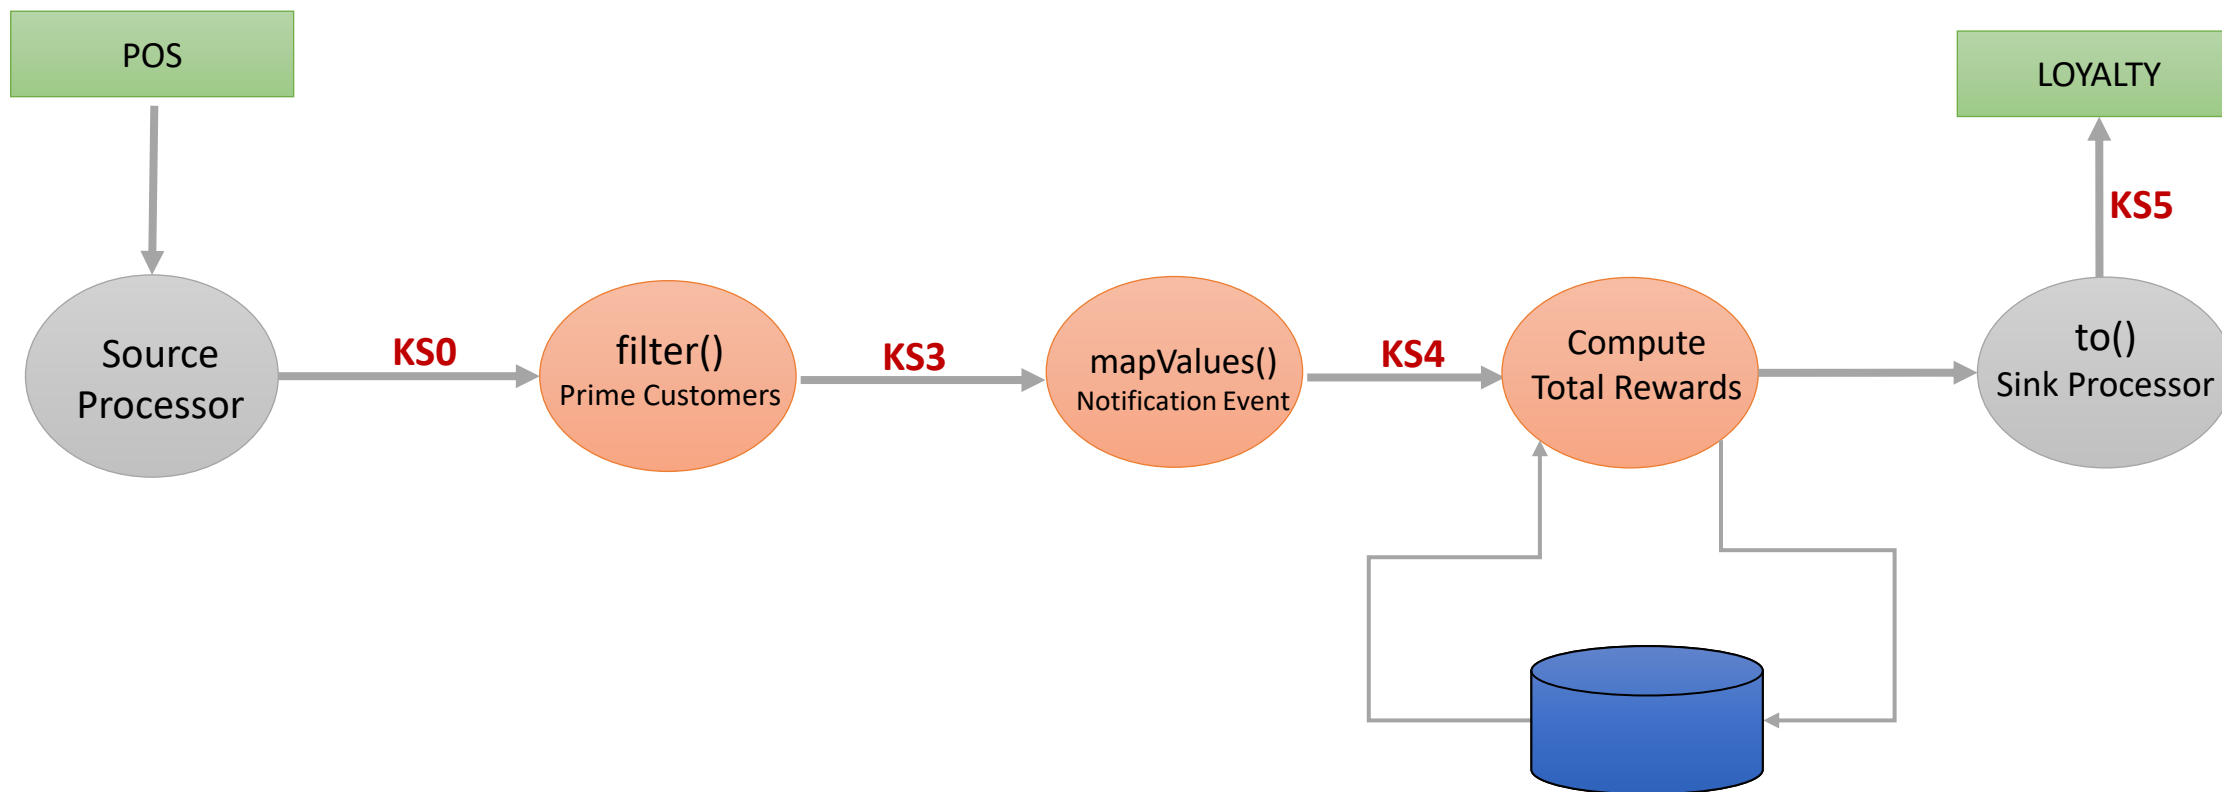 POS
LOYALTY
KS5
Source
Processor
KS0
filter()
Prime Customers
KS3
mapValues()
Notification Event
KS4
Compute
Total Rewards
to()
Sink Processor